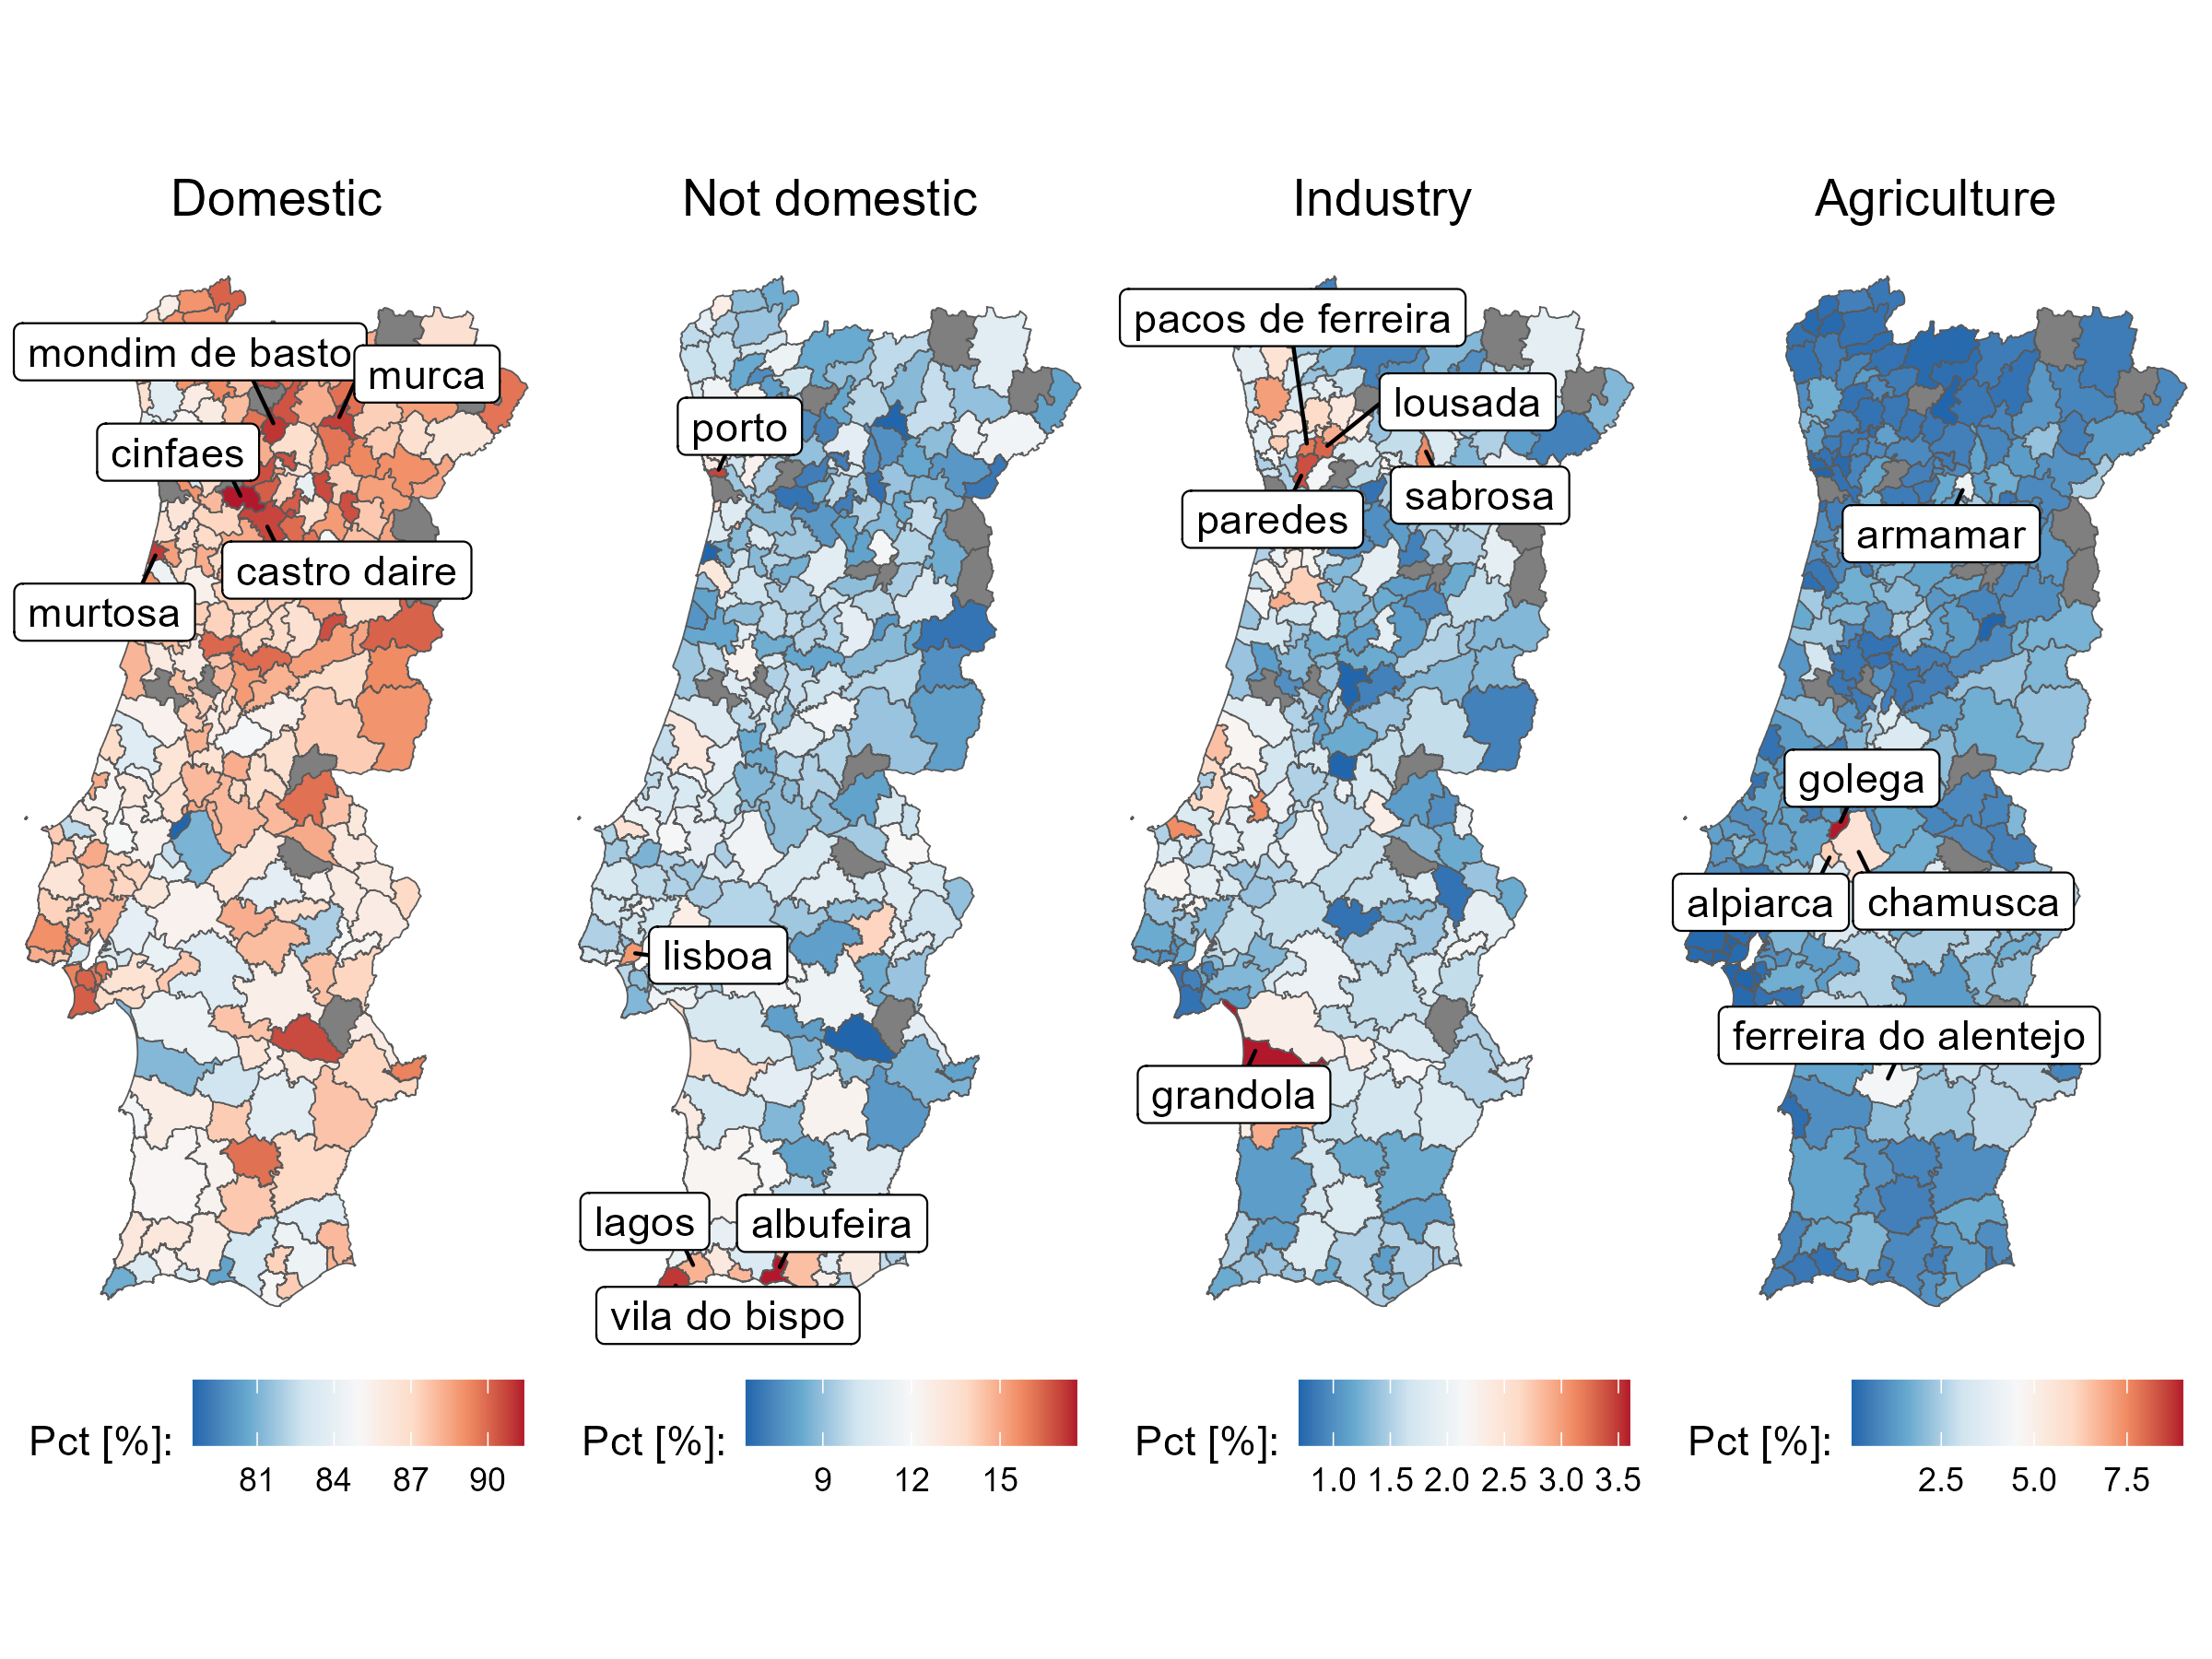 Domestic
Not domestic
Industry
Agriculture
mondim de basto
murca
cinfaes
castro daire
murtosa
porto
lisboa
lagos
albufeira
vila do bispo
pacos de ferreira
lousada
sabrosa
paredes
grandola
armamar
golega
alpiarca
chamusca
ferreira do alentejo
Pct [%]:
81 84 87 90
Pct [%]:
9 12 15
Pct [%]:
1.0 1.5 2.0 2.5 3.0 3.5
Pct [%]:
2.5 5.0 7.5